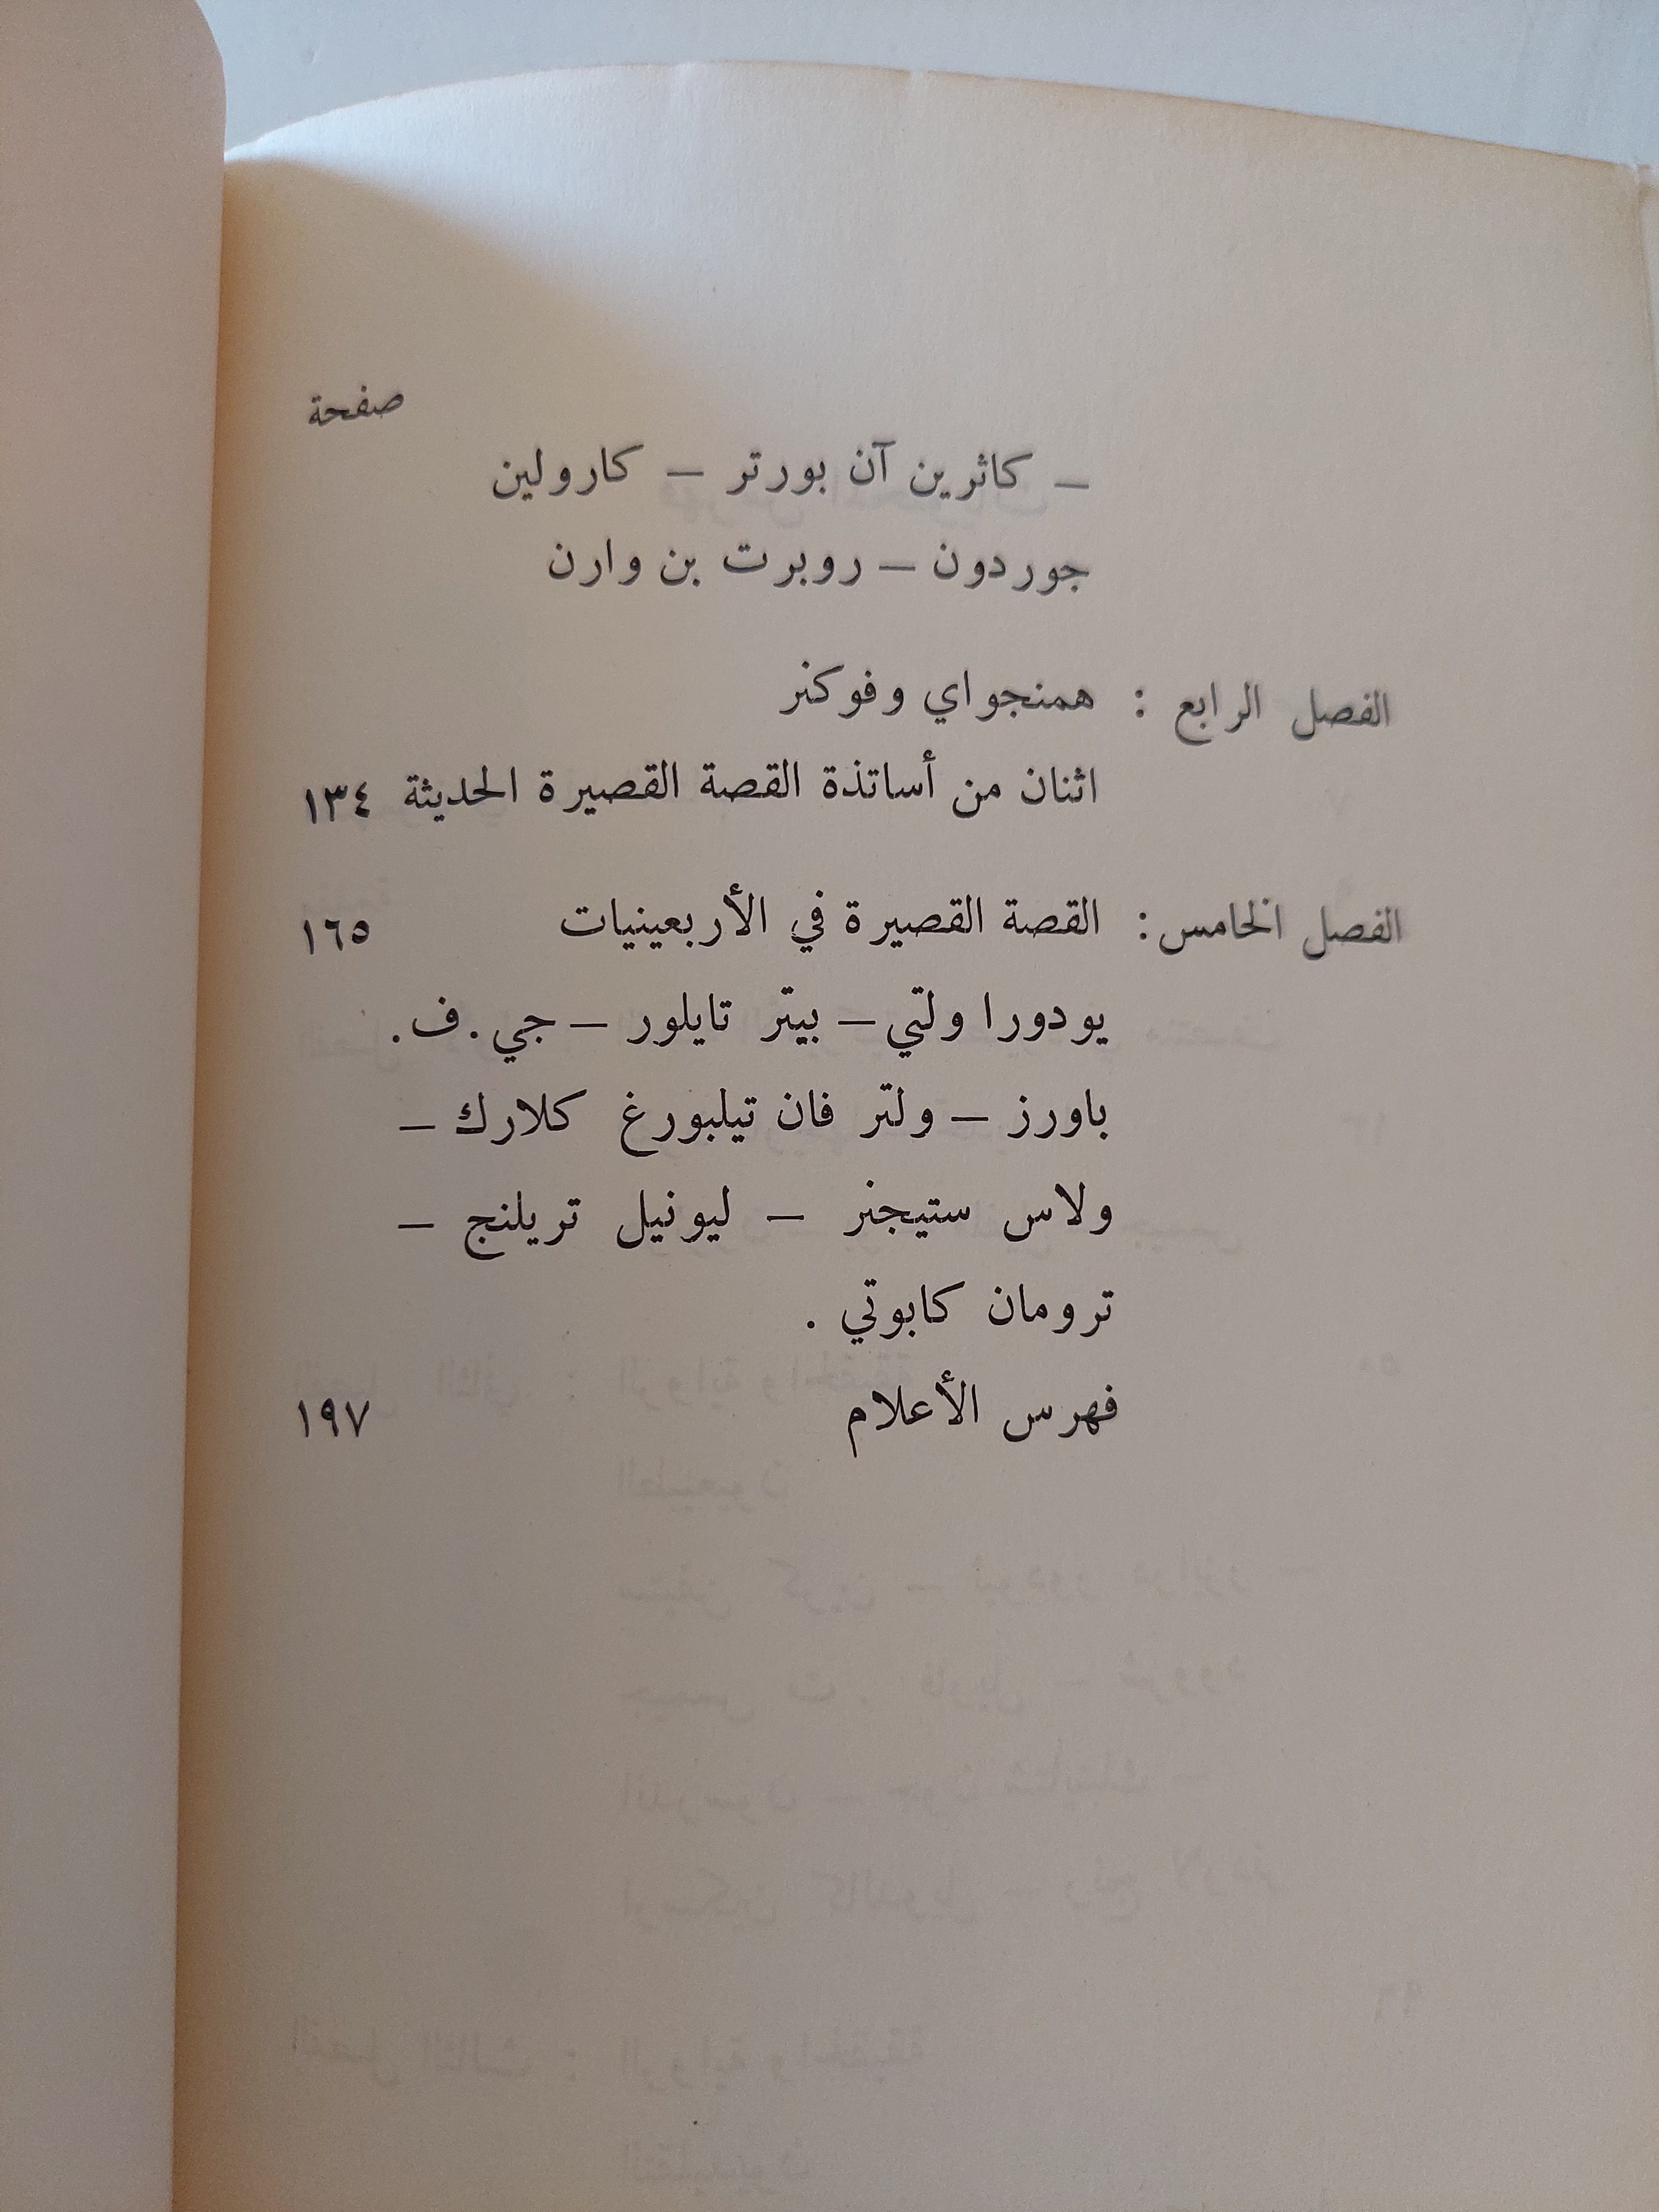 صفحة
— كاثرين آن بورتر — كارولين
جوردون — روبرت بن وارن
الفصل الرابع : همنجواي وفوكنر
اثنان من أساتذة القصة القصيرة الحديثة ١٣٤
الفصل الخامس : القصة القصيرة في الأربعينيات ١٦٥
يودورا ولتي — بيتر تايلور — جي . ف .
باورز — ولتر فان تيلبورغ كلارك —
ولاس ستيجنر — ليونيل تريلنج —
ترومان كابوتي .
فهرس الأعلام ١٩٧